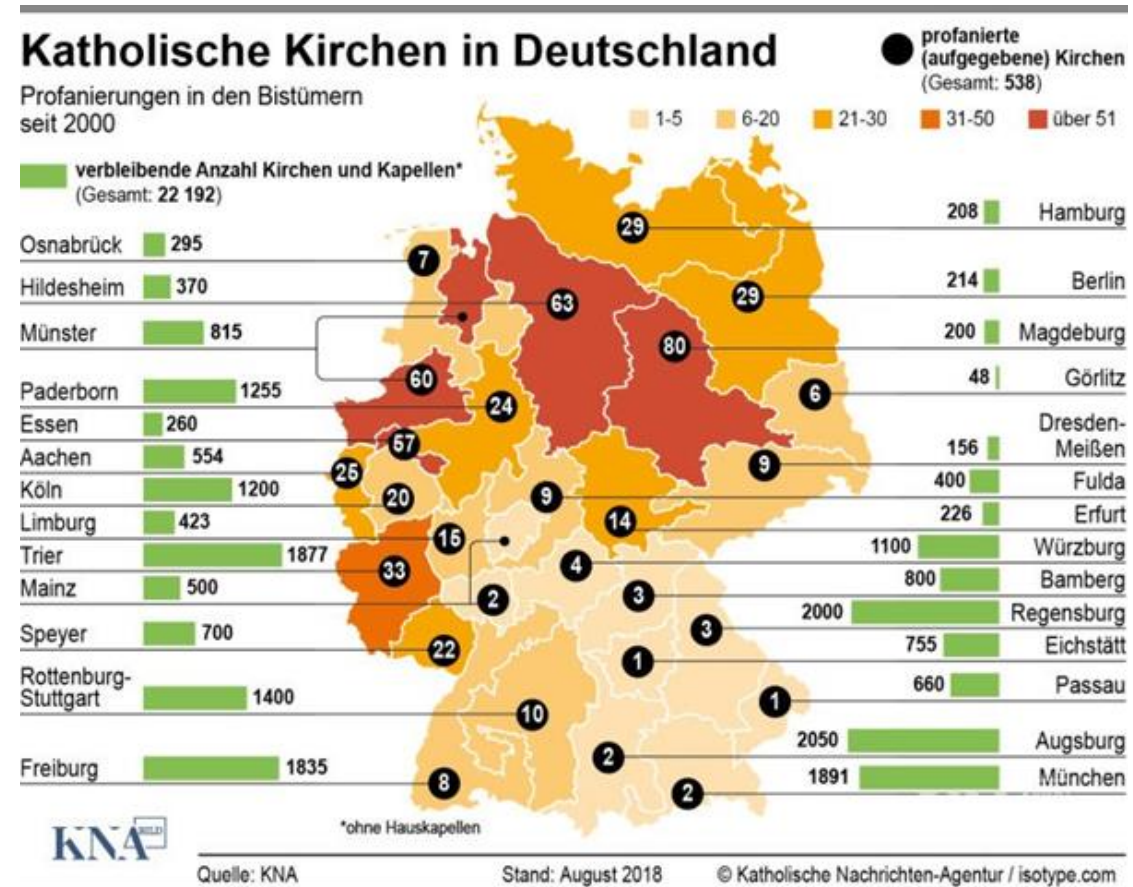 Katholische Kirchen in Deutschland
Profanierungen in den Bistümern
seit 2000
profanierte
(aufgegebene) Kirchen
(Gesamt: 538)
1-5
6-20
21-30
31-50
über 51
verbleibende Anzahl Kirchen und Kapellen*
(Gesamt: 22 192)
Osnabrück 295
Hildesheim 370
Münster 815
Paderborn 1255
Essen 260
Aachen 554
Köln 1200
Limburg 423
Trier 1877
Mainz 500
Speyer 700
Rottenburg-
Stuttgart 1400
Freiburg 1835
7
63
60
24
57
25
20
15
33
2
22
10
8
29
29
80
6
9
9
14
4
3
3
1
1
2
2
208 Hamburg
214 Berlin
200 Magdeburg
48 Görlitz
Dresden-
156 Meißen
400 Fulda
226 Erfurt
1100 Würzburg
800 Bamberg
2000 Regensburg
755 Eichstätt
660 Passau
2050 Augsburg
1891 München
*ohne Hauskapellen
KNA BILD
Quelle: KNA
Stand: August 2018
© Katholische Nachrichten-Agentur / isotype.com